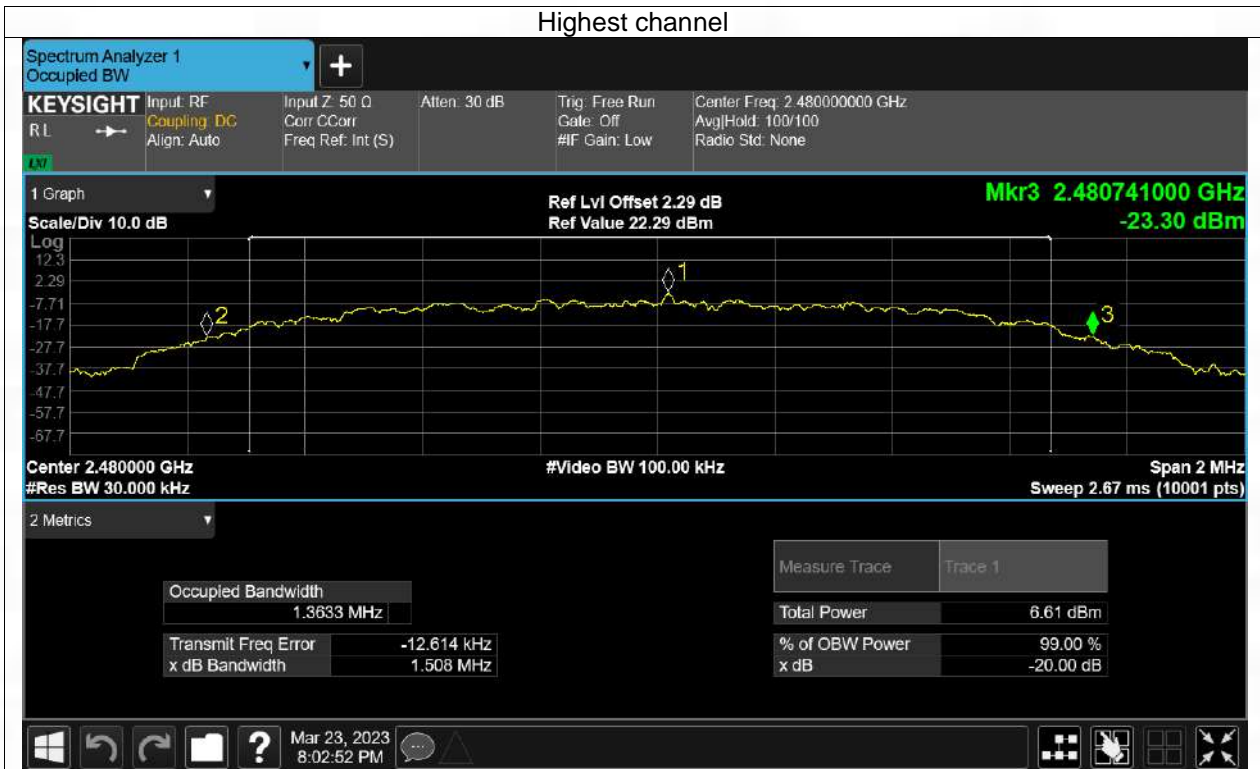 Highest channel
Spectrum Analyzer 1
Occupied BW
+
KEYSIGHT
RL
LXI
Input: RF
Coupling: DC
Align: Auto
Input Z: 50 Ω
Corr CCorr
Freq Ref: Int (S)
Atten: 30 dB
Trig: Free Run
Gate: Off
#IF Gain: Low
Center Freq: 2.480000000 GHz
Avg|Hold: 100/100
Radio Std: None
1 Graph
Scale/Div 10.0 dB
Ref Lvl Offset 2.29 dB
Ref Value 22.29 dBm
Mkr3 2.480741000 GHz
-23.30 dBm
Log
12.3
2.29
-7.71
-17.7
-27.7
-37.7
-47.7
-57.7
-67.7
1
2
3
Center 2.480000 GHz
#Res BW 30.000 kHz
#Video BW 100.00 kHz
Span 2 MHz
Sweep 2.67 ms (10001 pts)
2 Metrics
Measure Trace Trace 1
Occupied Bandwidth
1.3633 MHz
Total Power 6.61 dBm
Transmit Freq Error -12.614 kHz
% of OBW Power 99.00 %
x dB Bandwidth 1.508 MHz
x dB -20.00 dB
?
Mar 23, 2023
8:02:52 PM